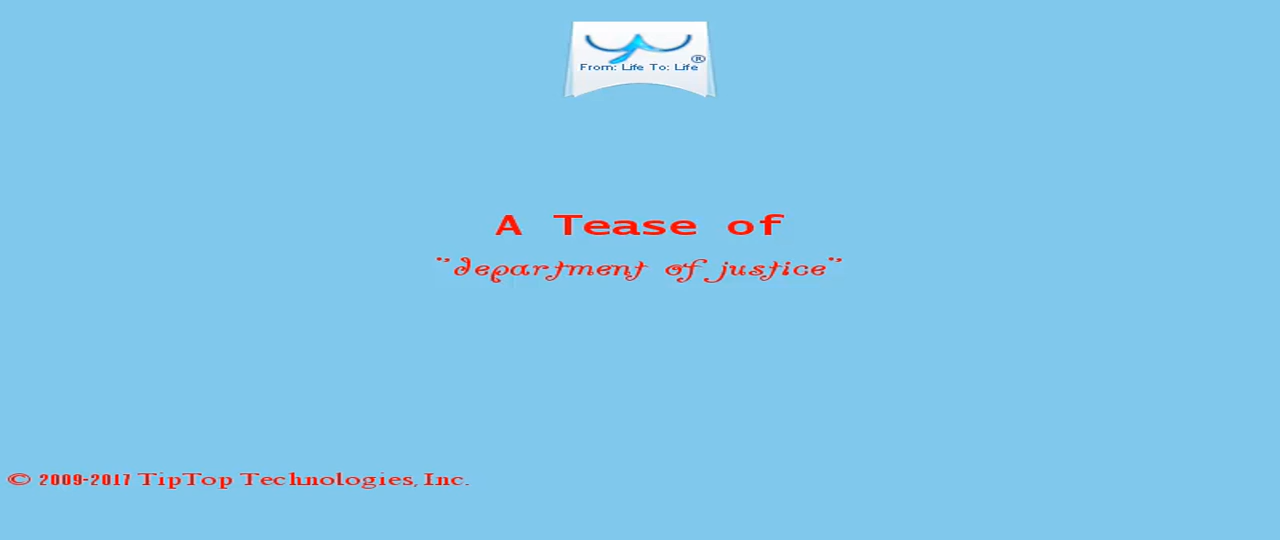 From: Life To: Life®
A Tease of
"department of justice"
© 2009-2017 TipTop Technologies, Inc.